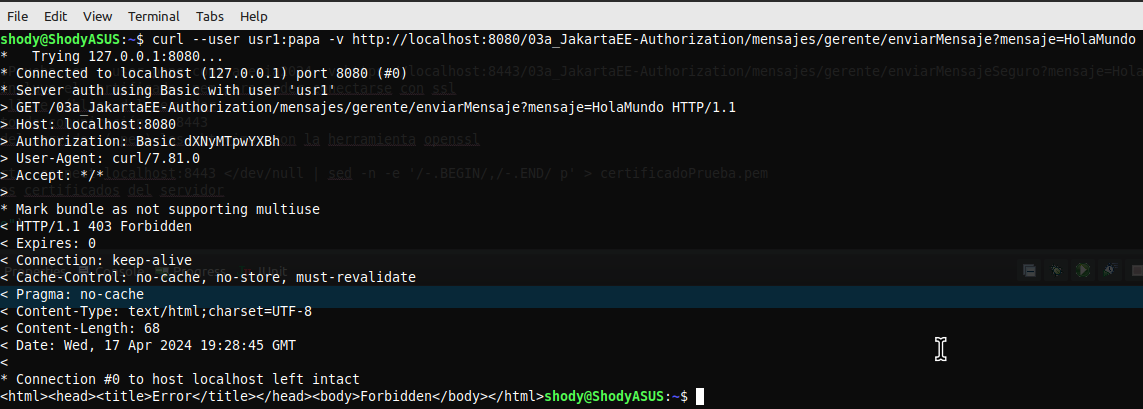 File Edit View Terminal Tabs Help
shody@ShodyASUS:~$ curl --user usr1:papa -v http://localhost:8080/03a_JakartaEE-Authorization/mensajes/gerente/enviarMensaje?mensaje=HolaMundo
*   Trying 127.0.0.1:8080...
* Connected to localhost (127.0.0.1) port 8080 (#0)
* Server auth using Basic with user 'usr1'
> GET /03a_JakartaEE-Authorization/mensajes/gerente/enviarMensaje?mensaje=HolaMundo HTTP/1.1
> Host: localhost:8080
> Authorization: Basic dXNyMTpwYXBh
> User-Agent: curl/7.81.0
> Accept: */*
>
* Mark bundle as not supporting multiuse
< HTTP/1.1 403 Forbidden
< Expires: 0
< Connection: keep-alive
< Cache-Control: no-cache, no-store, must-revalidate
< Pragma: no-cache
< Content-Type: text/html;charset=UTF-8
< Content-Length: 68
< Date: Wed, 17 Apr 2024 19:28:45 GMT
<
* Connection #0 to host localhost left intact
<html><head><title>Error</title></head><body>Forbidden</body></html>shody@ShodyASUS:~$